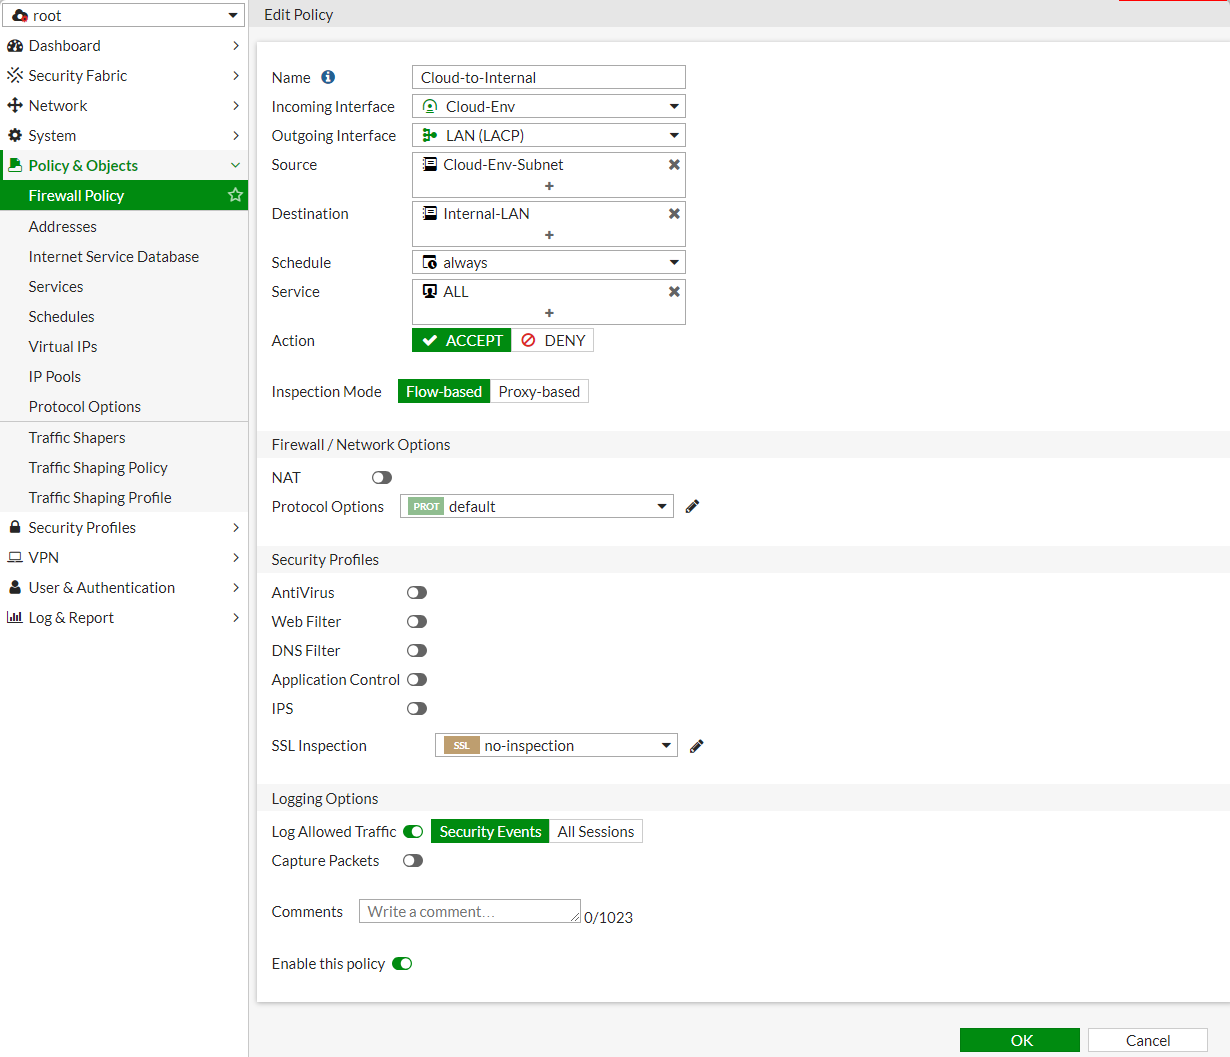 root
Edit Policy
Dashboard
Security Fabric
Network
System
Policy & Objects
Firewall Policy
Addresses
Internet Service Database
Services
Schedules
Virtual IPs
IP Pools
Protocol Options
Traffic Shapers
Traffic Shaping Policy
Traffic Shaping Profile
Security Profiles
VPN
User & Authentication
Log & Report
Name Cloud-to-Internal
Incoming Interface Cloud-Env
Outgoing Interface LAN (LACP)
Source Cloud-Env-Subnet
+
Destination Internal-LAN
+
Schedule always
Service ALL
+
Action ACCEPT DENY
Inspection Mode Flow-based Proxy-based
Firewall / Network Options
NAT
Protocol Options PROT default
Security Profiles
AntiVirus
Web Filter
DNS Filter
Application Control
IPS
SSL Inspection SSL no-inspection
Logging Options
Log Allowed Traffic Security Events All Sessions
Capture Packets
Comments Write a comment... 0/1023
Enable this policy
OK Cancel